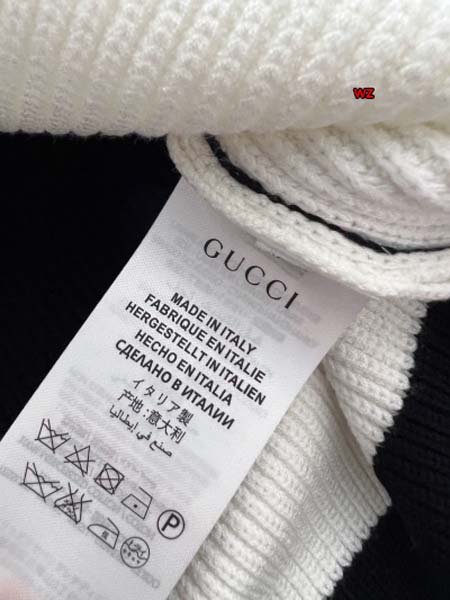 wz
GUCCI
MADE IN ITALY
FABRIQUE EN ITALIE
HERGESTELLT IN ITALIEN
HECHO EN ITALIA
СДЕЛАНО В ИТАЛИИ
イタリア製
产地:意大利
صنع في إيطاليا
P